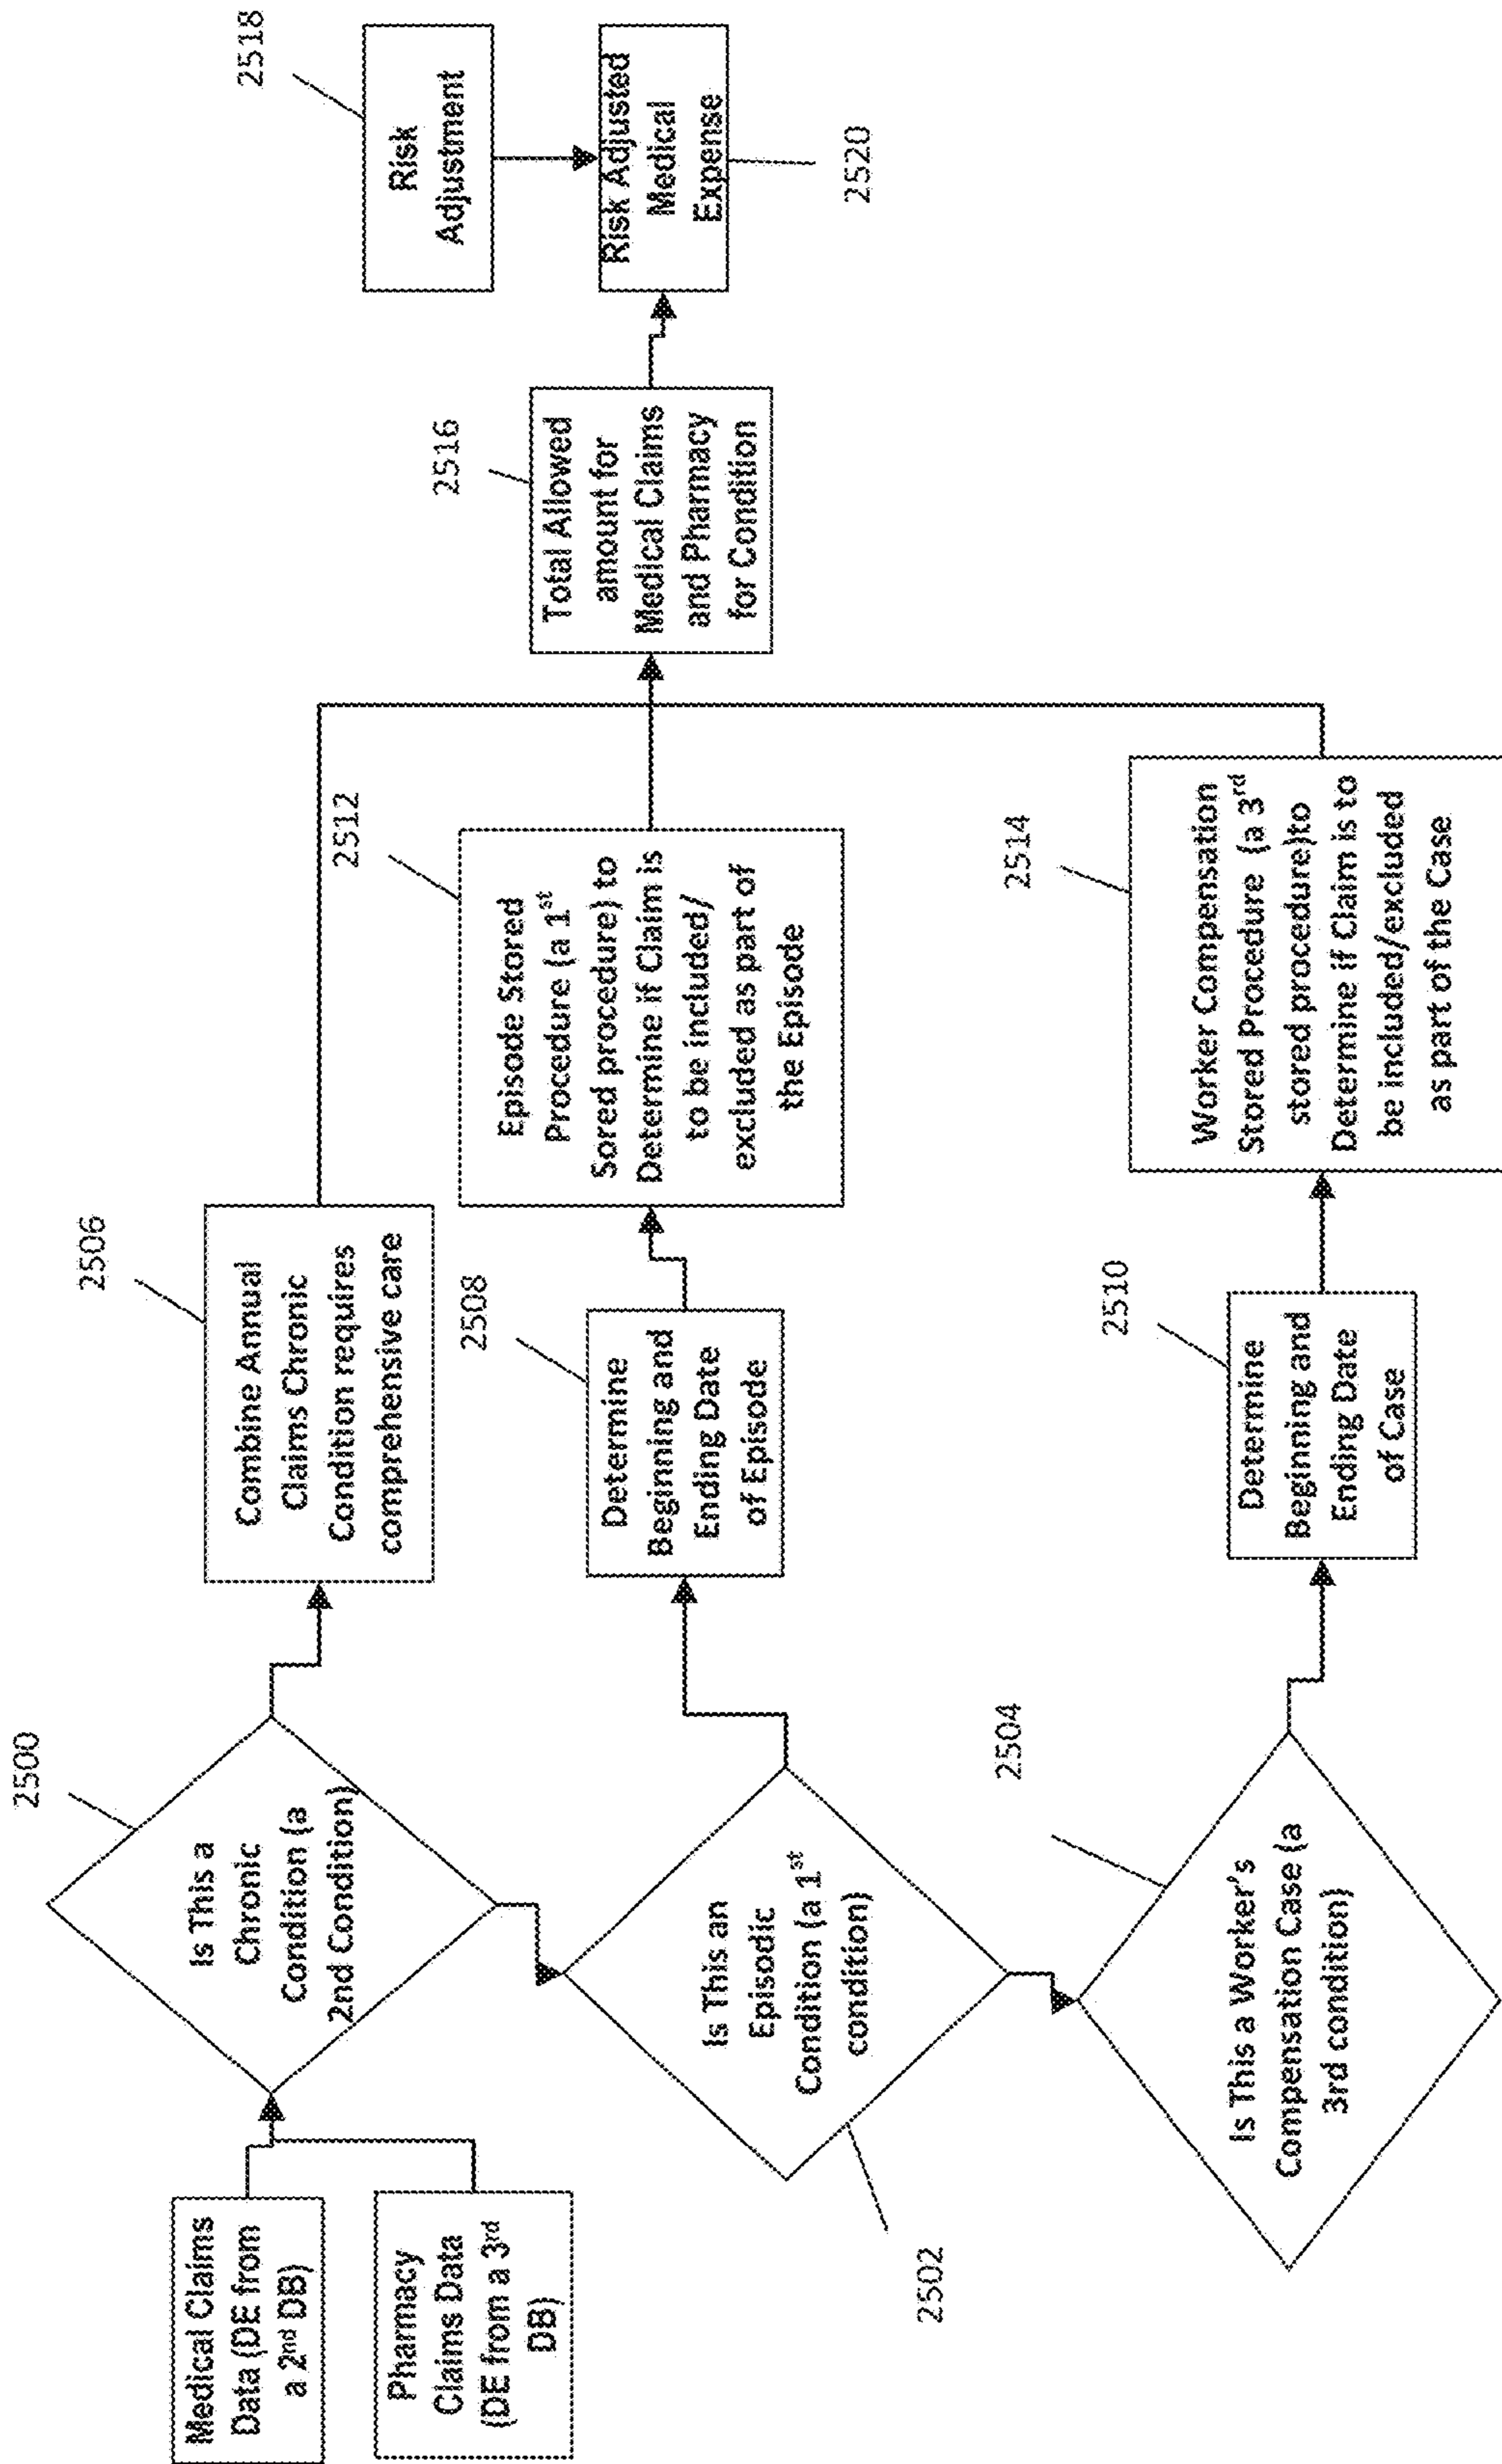 Medical Claims
Data (DE from
a 2nd DB)
Pharmacy
Claims Data
(DE from a 3rd
DB)
2500
Is This a
Chronic
Condition (a
2nd Condition)
2502
Is This an
Episodic
Condition (a 1st
condition)
2504
Is This a Worker's
Compensation Case (a
3rd condition)
2506
Combine Annual
Claims Chronic
Condition requires
comprehensive care
2508
Determine
Beginning and
Ending Date
of Episode
2510
Determine
Beginning and
Ending Date
of Case
2512
Episode Stored
Procedure (a 1st
Sored procedure) to
Determine if Claim is
to be included/
excluded as part of
the Episode
2514
Worker Compensation
Stored Procedure (a 3rd
stored procedure)to
Determine if Claim is to
be included/excluded
as part of the Case
2516
Total Allowed
amount for
Medical Claims
and Pharmacy
for Condition
2518
Risk
Adjustment
Risk Adjusted
Medical
Expense
2520